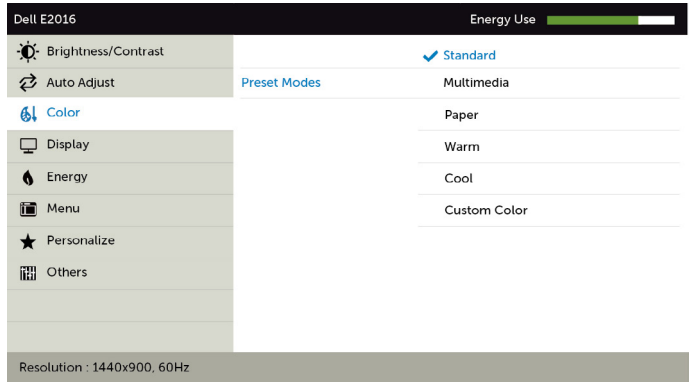 Dell E2016 Energy Use
Brightness/Contrast
Standard
Auto Adjust
Preset Modes
Multimedia
Color
Paper
Display
Warm
Energy
Cool
Menu
Custom Color
Personalize
Others
Resolution : 1440x900, 60Hz